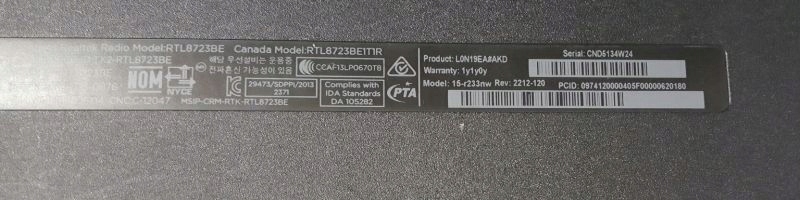 Realtek Radio Model:RTL8723BE Canada Model:RTL8723BE1T1R
TX2-RTL8723BE
해당 무선설비는 운용중
전파혼신 가능성이 있음
CCAF13LP0670T8
NOM
NYCE
29473/SDPPI/2013
2371
Complies with
IDA Standards
DA 105282
PTA
CNCC-12047 MSIP-CRM-RTK-RTL8723BE
Product: L0N19EA#AKD
Serial: CND5134W24
Warranty: 1y1y0y
Model: 15-r233nw Rev: 2212-120
PCID: 0974120000405F00000620180